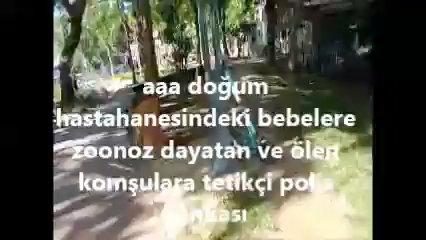 aaa doğum
hastahanesindeki bebelere
zoonoz dayatan ve ölen
komşulara tetikçi